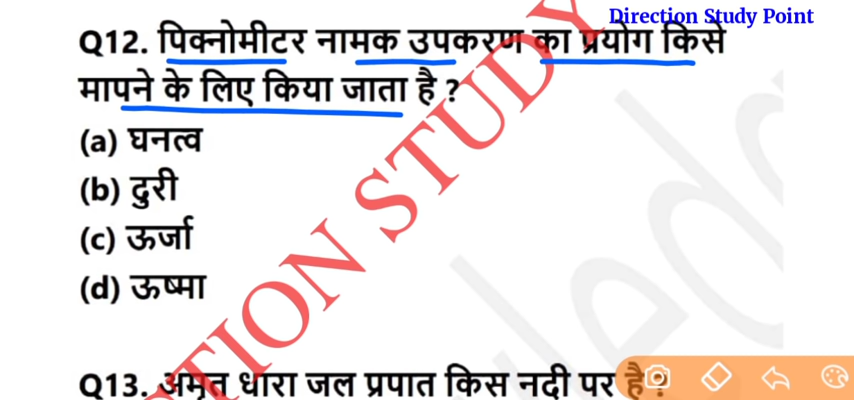 Direction Study Point
Q12. पिक्नोमीटर नामक उपकरण का प्रयोग किसे
मापने के लिए किया जाता है ?
(a) घनत्व
(b) दुरी
(c) ऊर्जा
(d) ऊष्मा
TION STUDY
Q13. अमृत धारा जल प्रपात किस नदी पर है ?